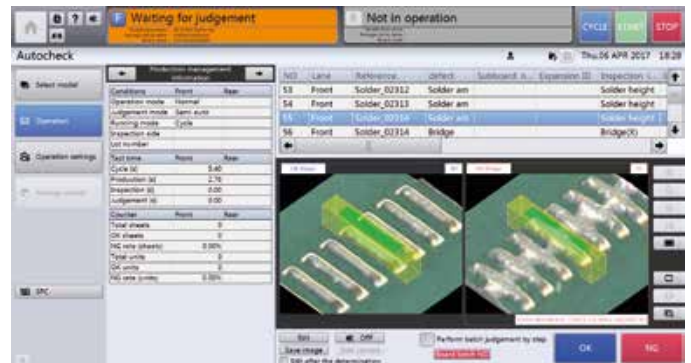 F Waiting for judgement
Not in operation
CYCLE START STOP
Autocheck
Thu.06 APR 2017 18:28
Select model
Operation
Operation settings
SPC
Production management information
Conditions Front Rear
Operation mode Normal
Judgement mode Semi auto
Running mode Cycle
Inspection side
Lot number
Tact time Front Rear
Cycle [s] 5.40
Production [s] 2.70
Inspection [s] 0.00
Judgement [s] 0.00
Counter Front Rear
Total sheets 0
OK sheets 0
NG rate (sheets) 0.00%
Total units 0
OK units 0
NG rate (units) 0.00%
NO Lane Reference defect Subboard n... Expansion ID Inspection i...
53 Front Solder_02312 Solder am Solder height
54 Front Solder_02313 Solder am Solder height
55 Front Solder am Solder height
56 Front Solder_02314 Bridge Bridge(X)
OFF
Save image
Perform batch judgement by step
Board batch NG
Edit after the determination
OK
NG